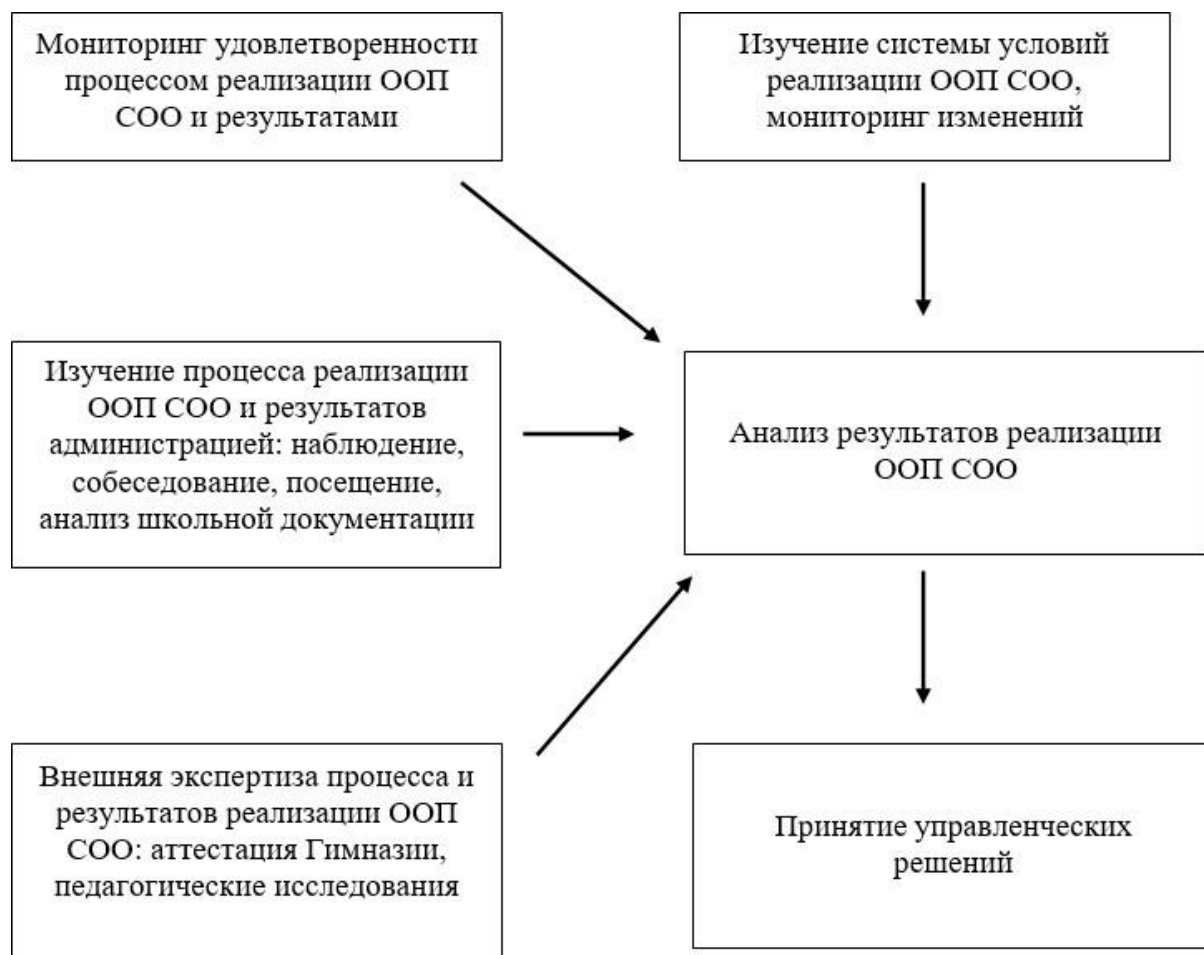 Мониторинг удовлетворенности
процессом реализации ООП
СОО и результатами
Изучение системы условий
реализации ООП СОО,
мониторинг изменений
Изучение процесса реализации
ООП СОО и результатов
администрацией: наблюдение,
собеседование, посещение,
анализ школьной документации
Анализ результатов реализации
ООП СОО
Внешняя экспертиза процесса и
результатов реализации ООП
СОО: аттестация Гимназии,
педагогические исследования
Принятие управленческих
решений